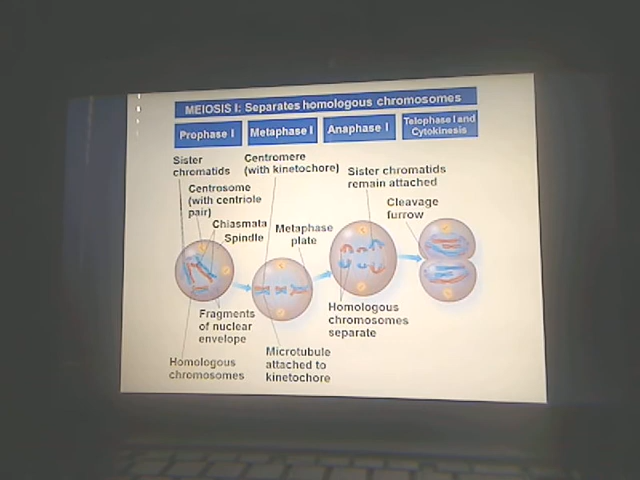 MEIOSIS I: Separates homologous chromosomes
Prophase I
Metaphase I
Anaphase I
Telophase I and
Cytokinesis
Sister
chromatids
Centromere
(with kinetochore)
Sister chromatids
remain attached
Centrosome
(with centriole
pair)
Cleavage
furrow
Chiasmata
Spindle
Metaphase
plate
Fragments
of nuclear
envelope
Homologous
chromosomes
separate
Homologous
chromosomes
Microtubule
attached to
kinetochore